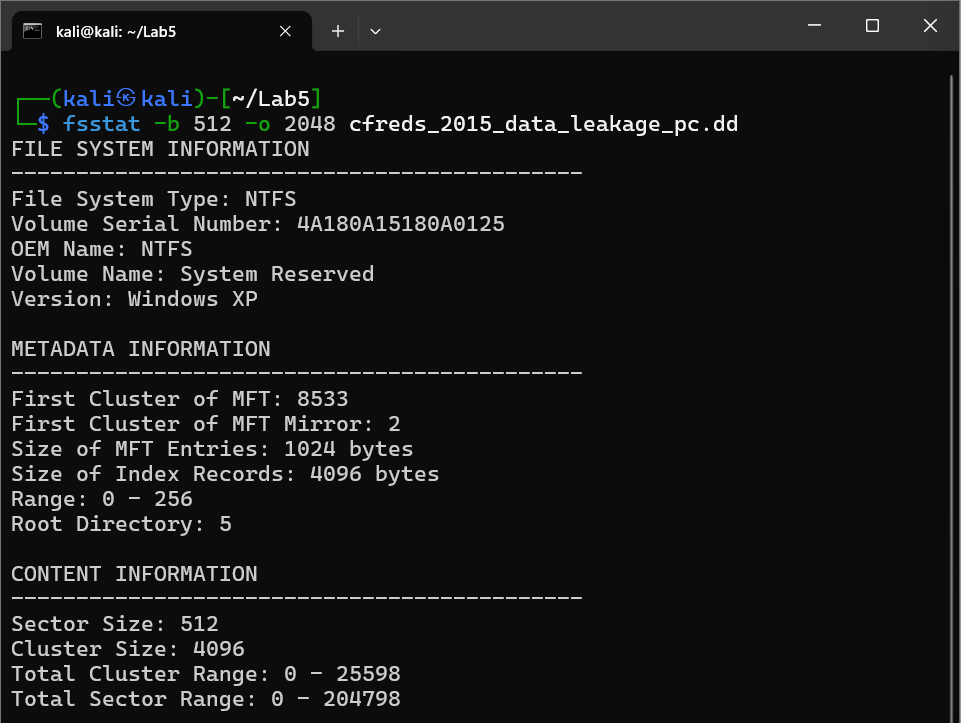 kali@kali: ~/Lab5
┌──(kali㉿kali)-[~/Lab5]
└─$ fsstat -b 512 -o 2048 cfreds_2015_data_leakage_pc.dd
FILE SYSTEM INFORMATION
--------------------------------------------
File System Type: NTFS
Volume Serial Number: 4A180A15180A0125
OEM Name: NTFS
Volume Name: System Reserved
Version: Windows XP

METADATA INFORMATION
--------------------------------------------
First Cluster of MFT: 8533
First Cluster of MFT Mirror: 2
Size of MFT Entries: 1024 bytes
Size of Index Records: 4096 bytes
Range: 0 - 256
Root Directory: 5

CONTENT INFORMATION
--------------------------------------------
Sector Size: 512
Cluster Size: 4096
Total Cluster Range: 0 - 25598
Total Sector Range: 0 - 204798